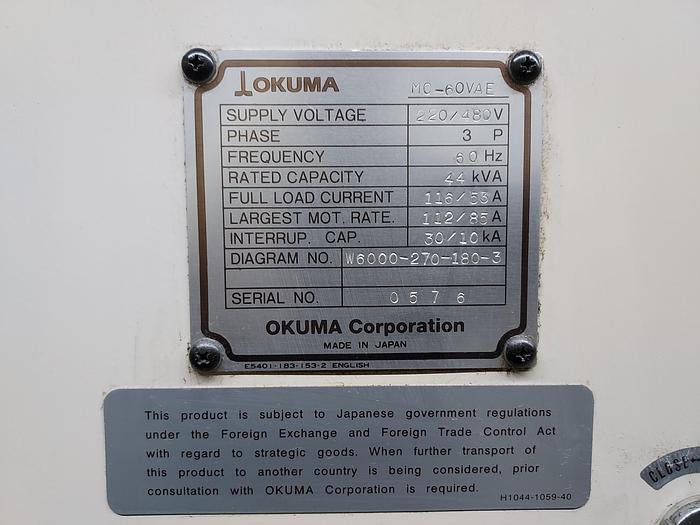 OKUMA MC-60VAE
SUPPLY VOLTAGE 220/480V
PHASE 3 P
FREQUENCY 60 Hz
RATED CAPACITY 44 kVA
FULL LOAD CURRENT 116/53A
LARGEST MOT. RATE. 112/85A
INTERRUP. CAP. 30/10kA
DIAGRAM NO. W6000-270-180-3
SERIAL NO. 0576
OKUMA Corporation
MADE IN JAPAN
E5401-183-153-2 ENGLISH
This product is subject to Japanese government regulations
under the Foreign Exchange and Foreign Trade Control Act
with regard to strategic goods. When further transport of
this product to another country is being considered, prior
consultation with OKUMA Corporation is required.
H1044-1059-40
CLOSE